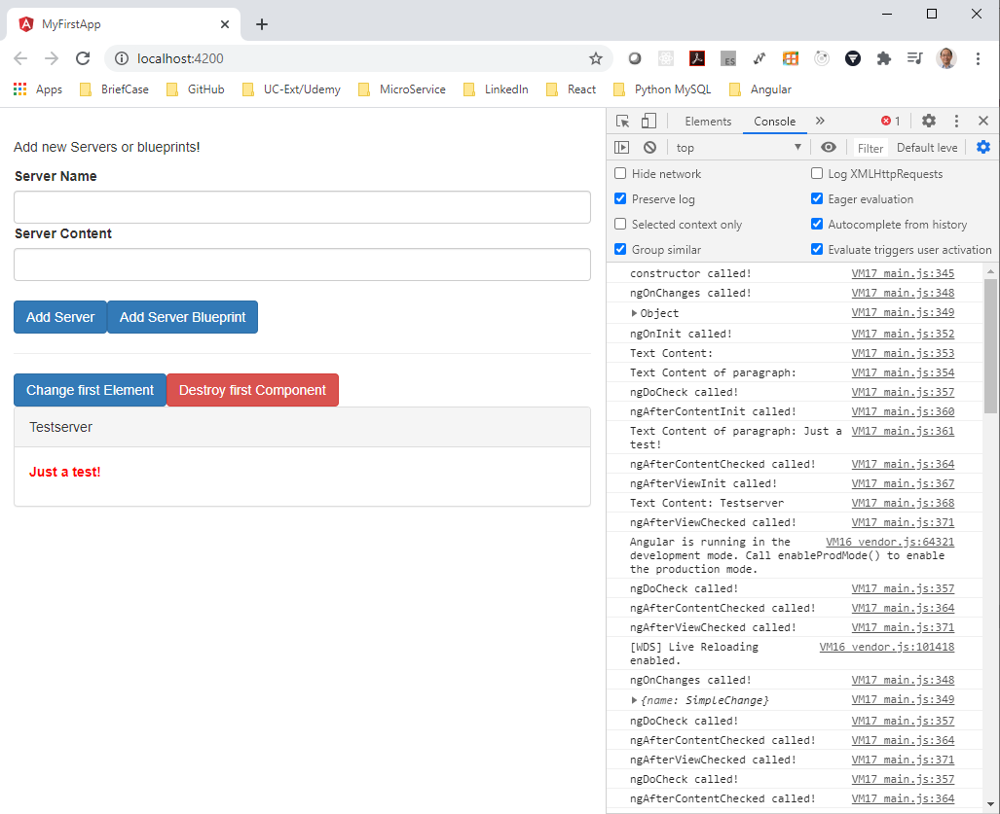 MyFirstApp
localhost:4200
ES
Apps BriefCase GitHub UC-Ext/Udemy MicroService LinkedIn React Python MySQL Angular
Add new Servers or blueprints!
Server Name
Server Content
Add Server Add Server Blueprint
Change first Element Destroy first Component
Testserver
Just a test!
Elements Console 1
top Filter Default leve
Hide network Log XMLHttpRequests
Preserve log Eager evaluation
Selected context only Autocomplete from history
Group similar Evaluate triggers user activation
constructor called! VM17 main.js:345
ngOnChanges called! VM17 main.js:348
Object VM17 main.js:349
ngOnInit called! VM17 main.js:352
Text Content: VM17 main.js:353
Text Content of paragraph: VM17 main.js:354
ngDoCheck called! VM17 main.js:357
ngAfterContentInit called! VM17 main.js:360
Text Content of paragraph: Just a VM17 main.js:361
test!
ngAfterContentChecked called! VM17 main.js:364
ngAfterViewInit called! VM17 main.js:367
Text Content: Testserver VM17 main.js:368
ngAfterViewChecked called! VM17 main.js:371
Angular is running in the VM16 vendor.js:64321
development mode. Call enableProdMode() to enable
the production mode.
ngDoCheck called! VM17 main.js:357
ngAfterContentChecked called! VM17 main.js:364
ngAfterViewChecked called! VM17 main.js:371
[WDS] Live Reloading VM16 vendor.js:101418
enabled.
ngOnChanges called! VM17 main.js:348
{name: SimpleChange} VM17 main.js:349
ngDoCheck called! VM17 main.js:357
ngAfterContentChecked called! VM17 main.js:364
ngAfterViewChecked called! VM17 main.js:371
ngDoCheck called! VM17 main.js:357
ngAfterContentChecked called! VM17 main.js:364